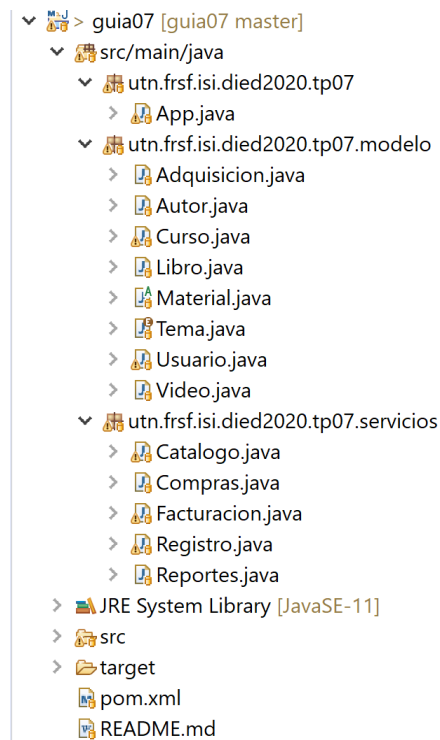 > guia07 [guia07 master]
src/main/java
utn.frsf.isi.died2020.tp07
App.java
utn.frsf.isi.died2020.tp07.modelo
Adquisicion.java
Autor.java
Curso.java
Libro.java
Material.java
Tema.java
Usuario.java
Video.java
utn.frsf.isi.died2020.tp07.servicios
Catalogo.java
Compras.java
Facturacion.java
Registro.java
Reportes.java
JRE System Library [JavaSE-11]
src
target
pom.xml
README.md